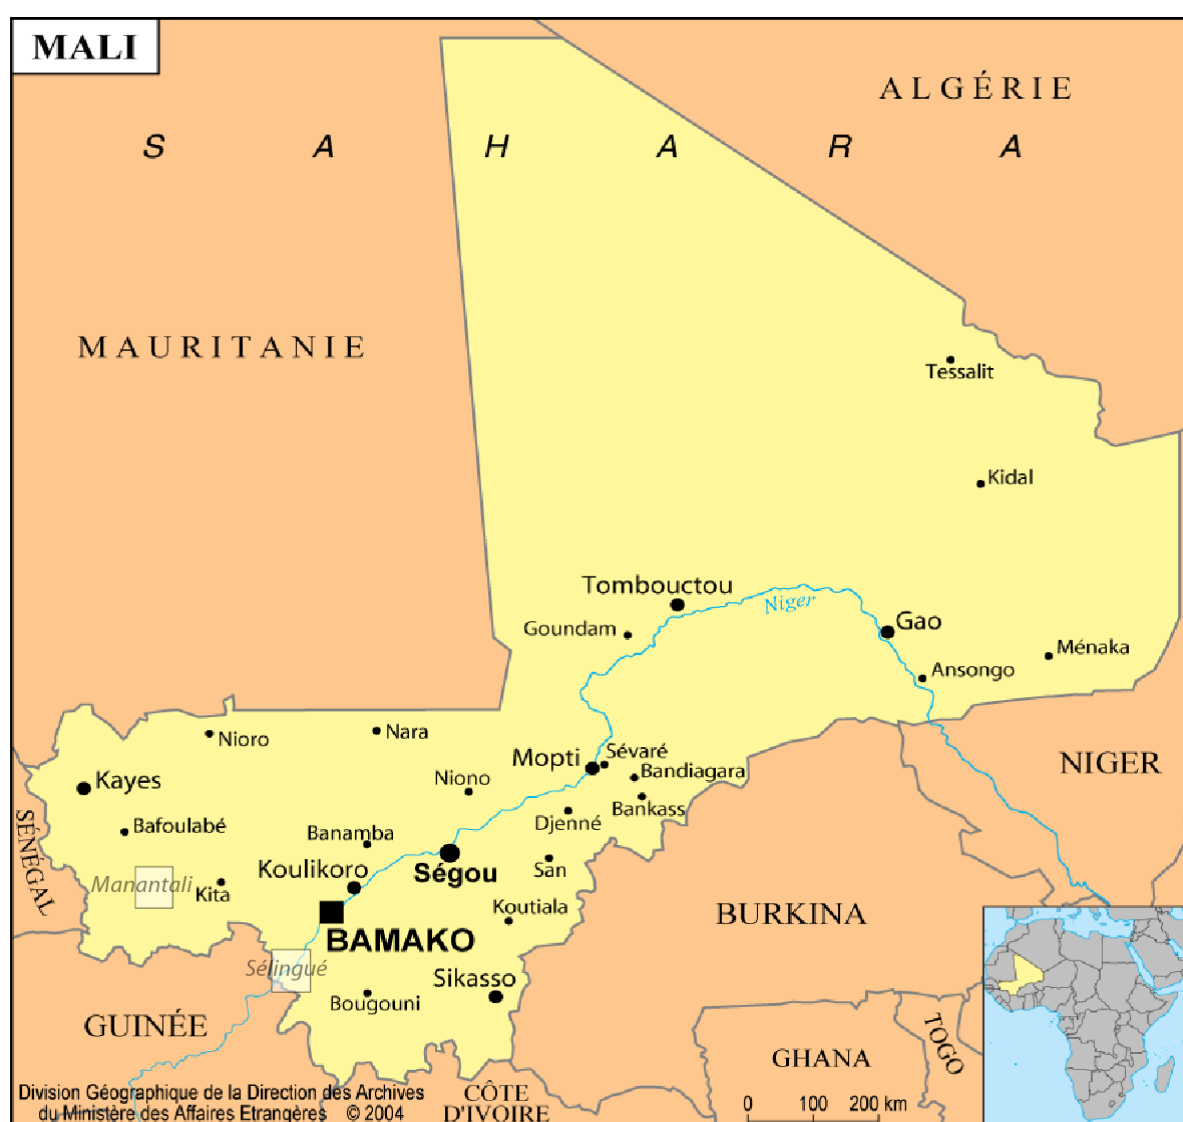 MALI
ALGÉRIE
S A H A R A
MAURITANIE
Tessalit
Kidal
Tombouctou
Niger
Goundam
Gao
Ménaka
Ansongo
Nioro
Nara
Mopti
Sévaré
NIGER
Kayes
Niono
Bandiagara
Bankass
SÉNÉGAL
Bafoulabé
Banamba
Djenné
Koulikoro
Ségou
San
Manantali
Kita
Koutiala
BURKINA
BAMAKO
Sélingué
Sikasso
Bougouni
GUINÉE
TOGO
GHANA
CÔTE
D'IVOIRE
Division Géographique de la Direction des Archives
du Ministère des Affaires Etrangères © 2004
0 100 200 km